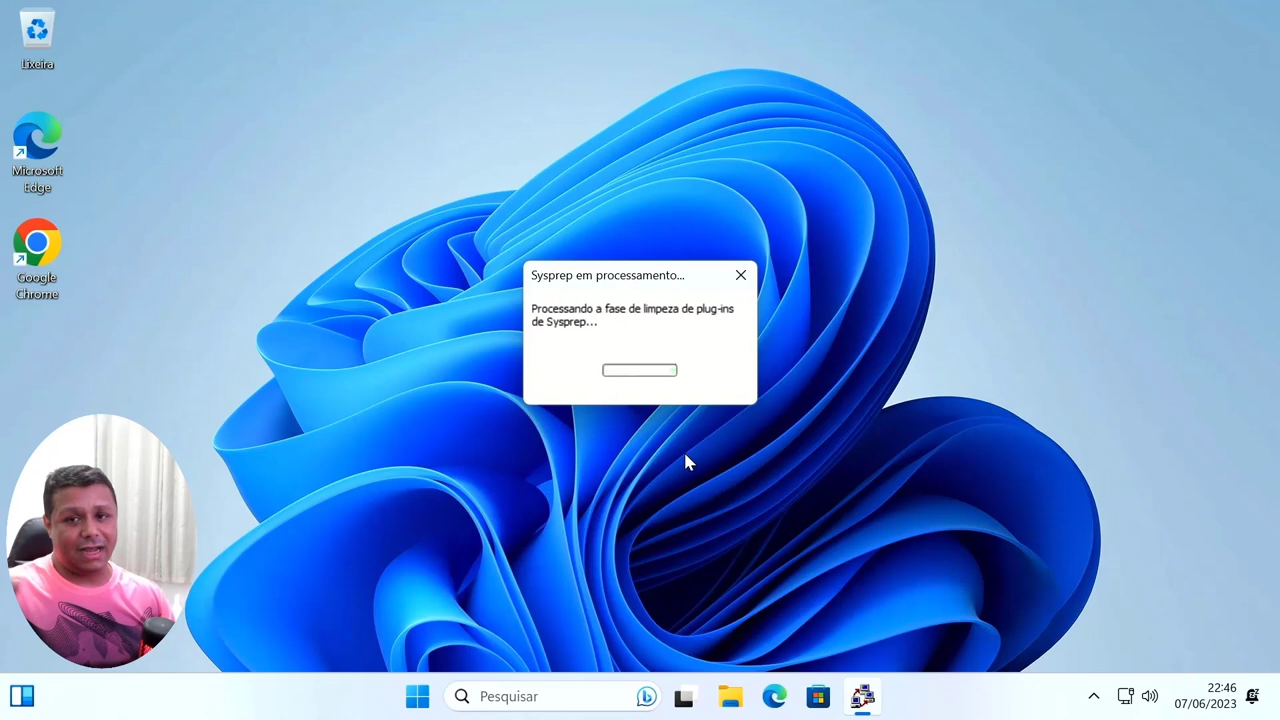 Lixeira
Microsoft
Edge
Google
Chrome
Sysprep em processamento...
Processando a fase de limpeza de plug-ins
de Sysprep...
Pesquisar
22:46
07/06/2023